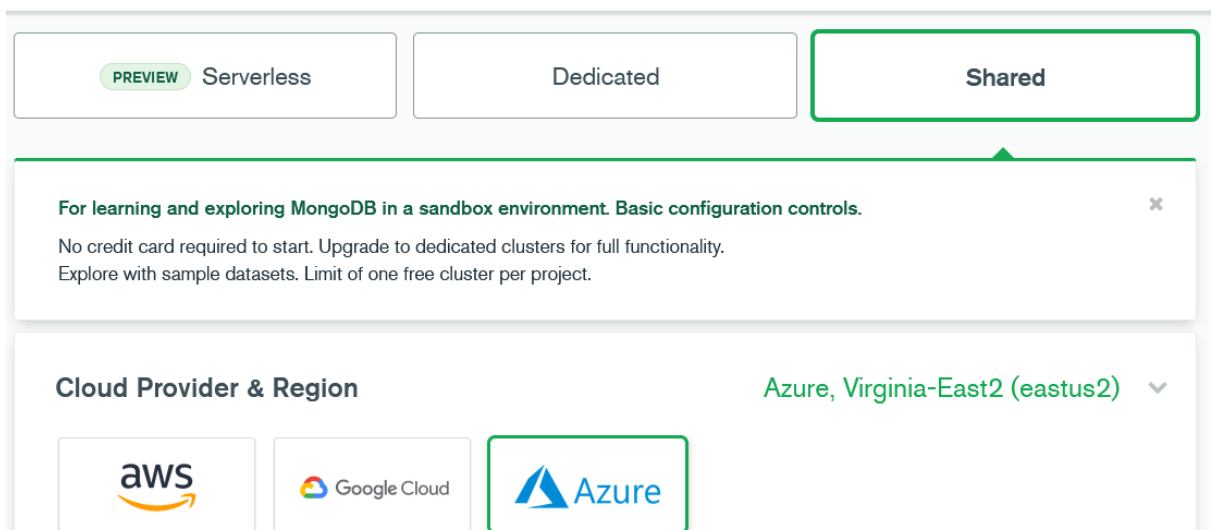 PREVIEW Serverless
Dedicated
Shared
For learning and exploring MongoDB in a sandbox environment. Basic configuration controls.
No credit card required to start. Upgrade to dedicated clusters for full functionality.
Explore with sample datasets. Limit of one free cluster per project.
Cloud Provider & Region
Azure, Virginia-East2 (eastus2)
aws
Google Cloud
Azure